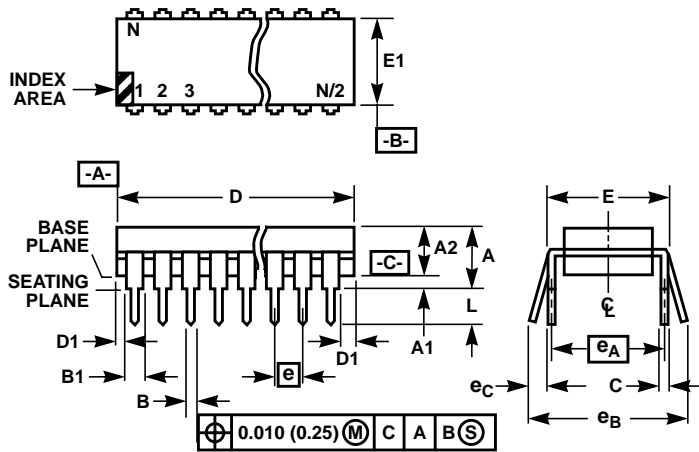 N
E1
INDEX
AREA
1 2 3 N/2
-B-
-A-
D
E
BASE
PLANE
A2
-C-
A
SEATING
PLANE
L
℄
D1
A1
D1
e
eA
B1
eC
C
B
eB
⌖ 0.010 (0.25) Ⓜ C A B Ⓢ